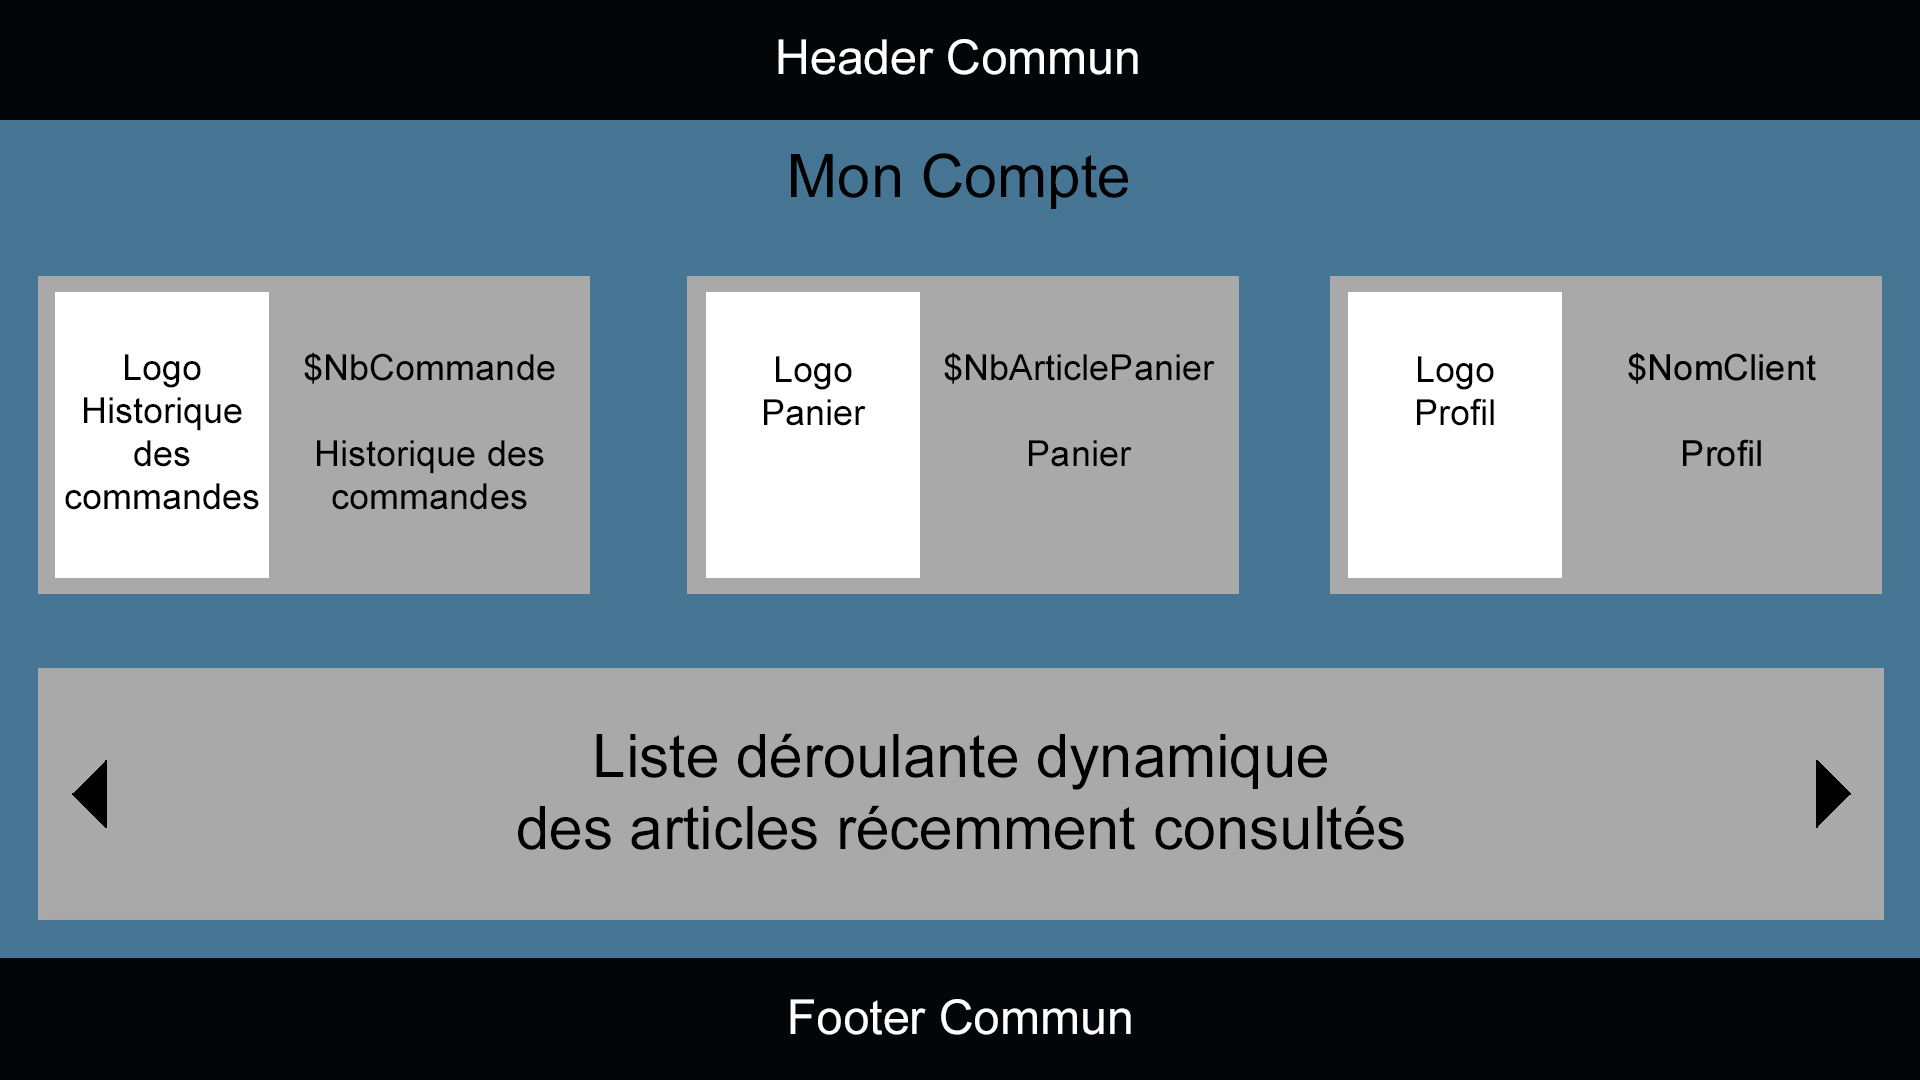 Header Commun
Mon Compte
Logo
Historique
des
commandes
$NbCommande
Historique des
commandes
Logo
Panier
$NbArticlePanier
Panier
Logo
Profil
$NomClient
Profil
Liste déroulante dynamique
des articles récemment consultés
Footer Commun